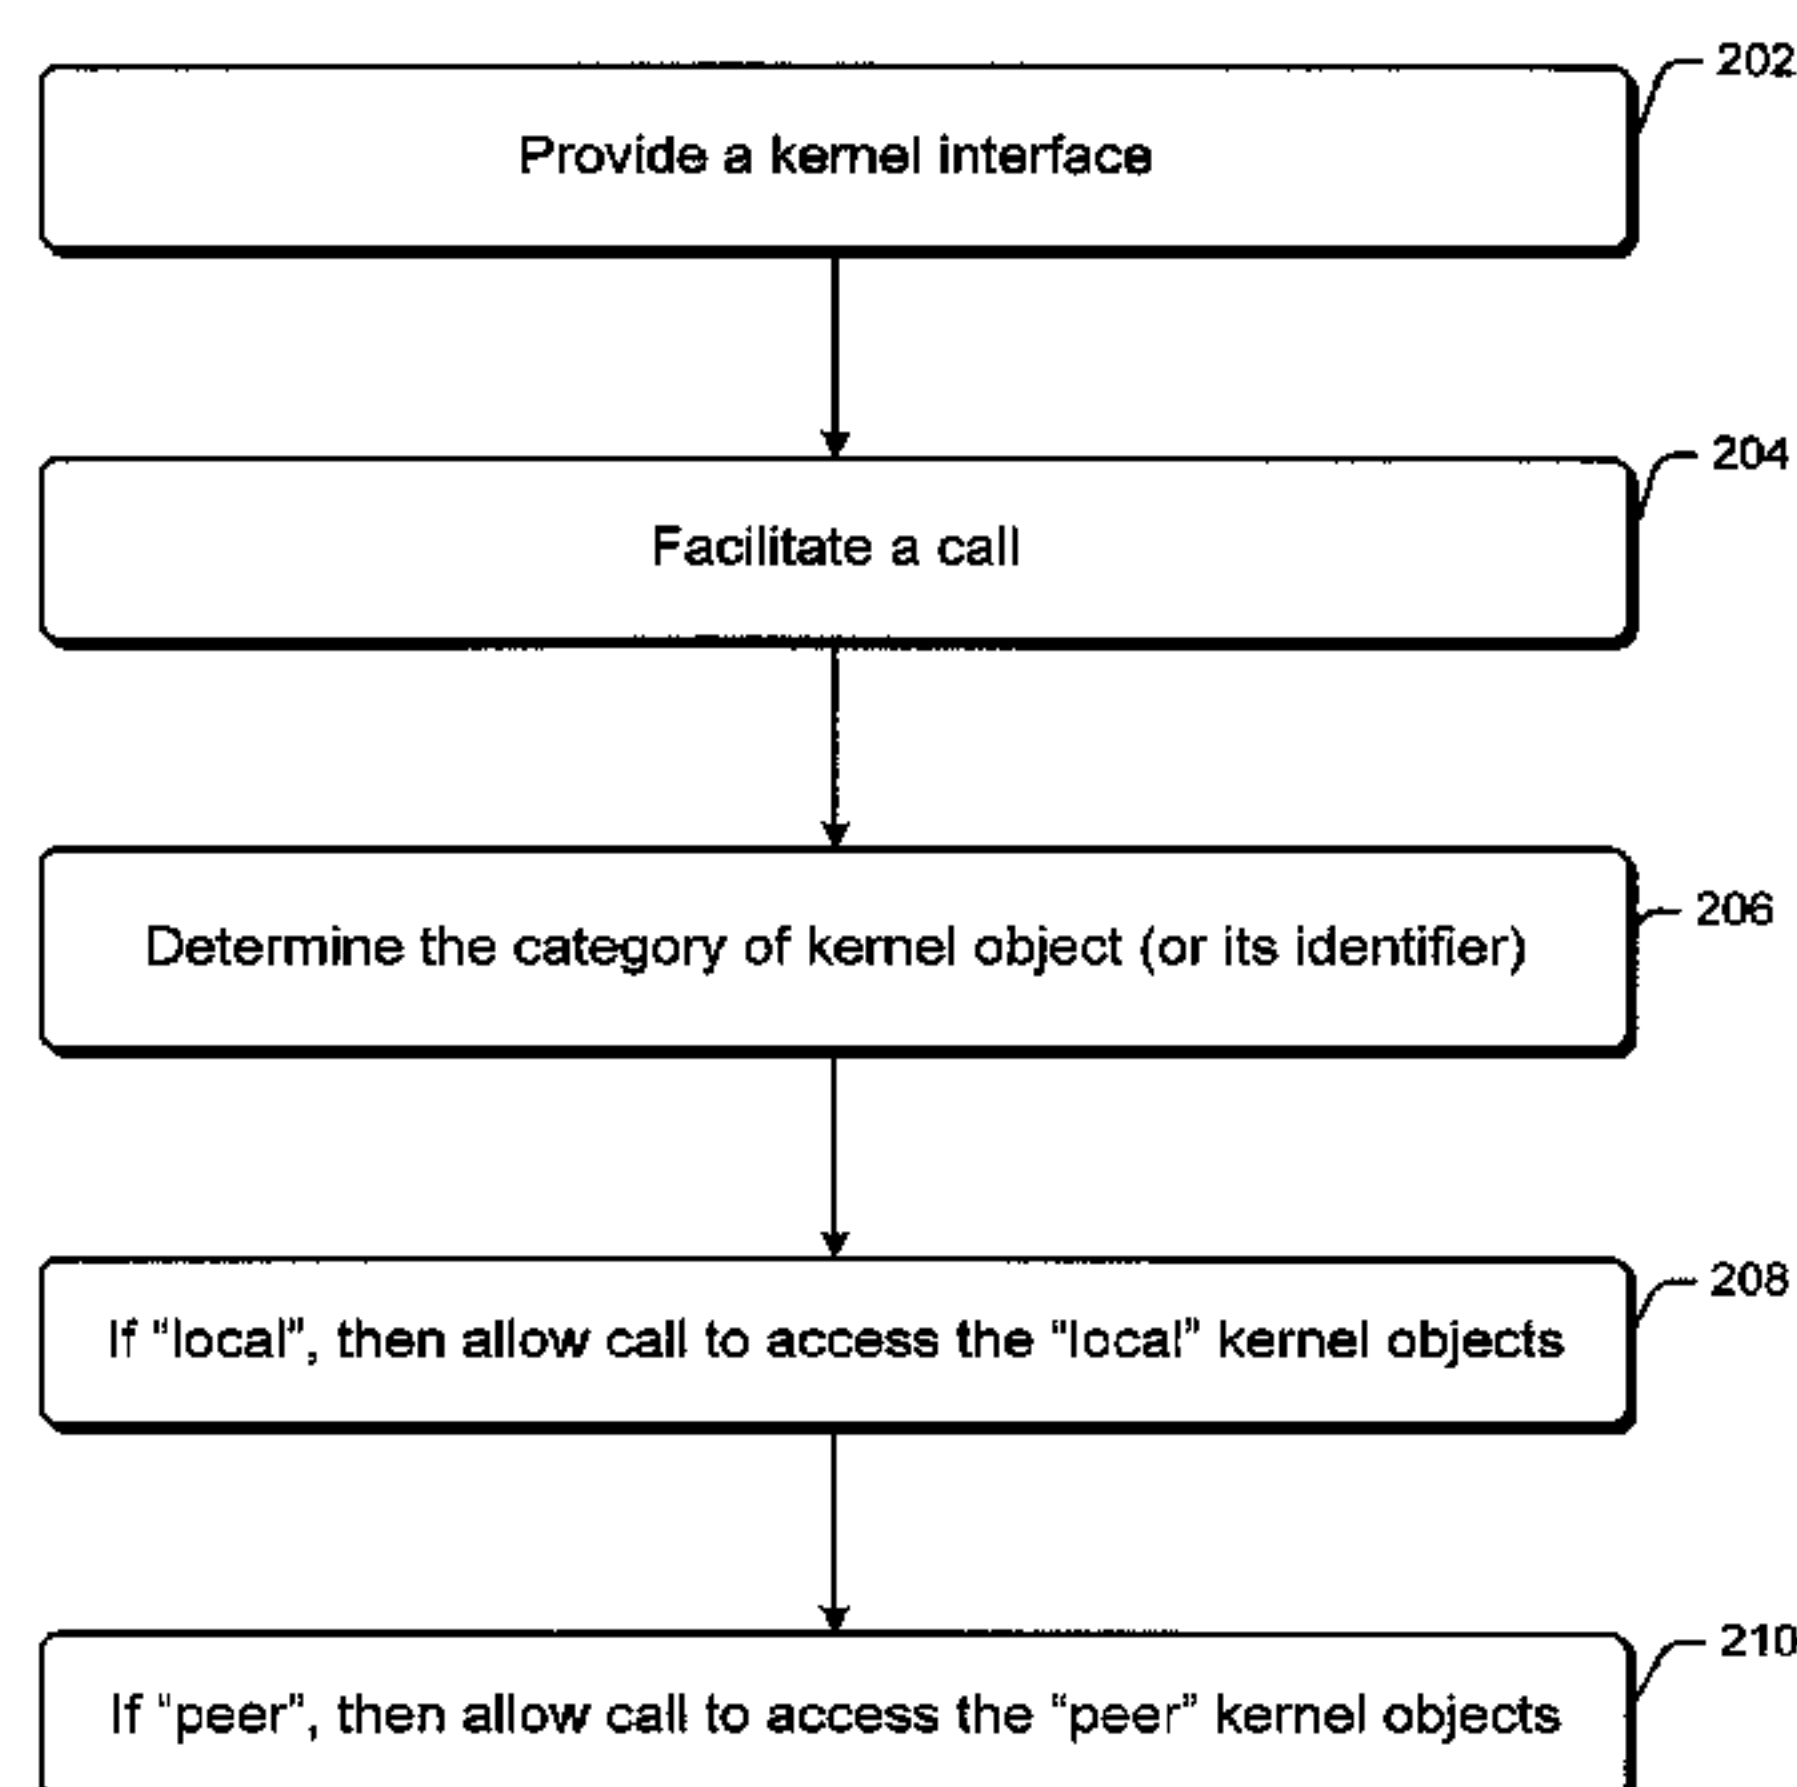 202
Provide a kernel interface
204
Facilitate a call
206
Determine the category of kernel object (or its identifier)
208
If “local”, then allow call to access the “local” kernel objects
210
If “peer”, then allow call to access the “peer” kernel objects